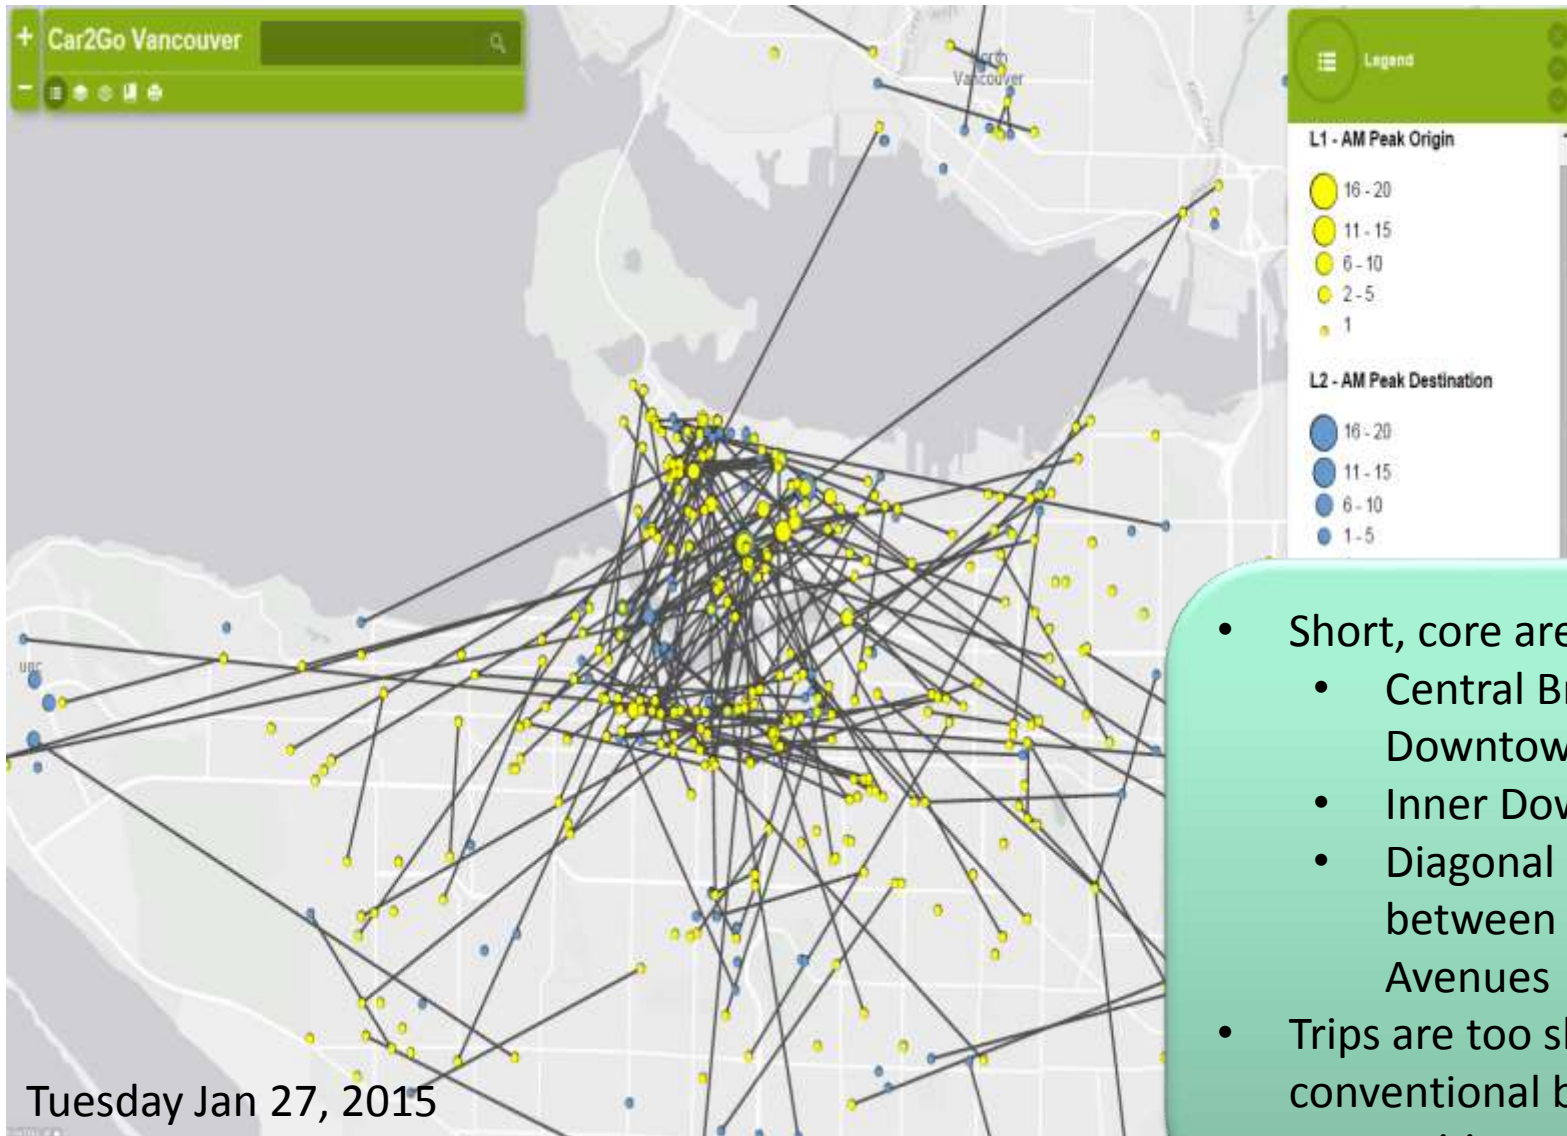 Car2Go Vancouver
North
Vancouver
Legend
L1 - AM Peak Origin
16 - 20
11 - 15
6 - 10
2 - 5
1
L2 - AM Peak Destination
16 - 20
11 - 15
6 - 10
1 - 5
UBC
• Short, core are
• Central Br
Downtow
• Inner Dov
• Diagonal
between
Avenues
• Trips are too sl
conventional b
Tuesday Jan 27, 2015